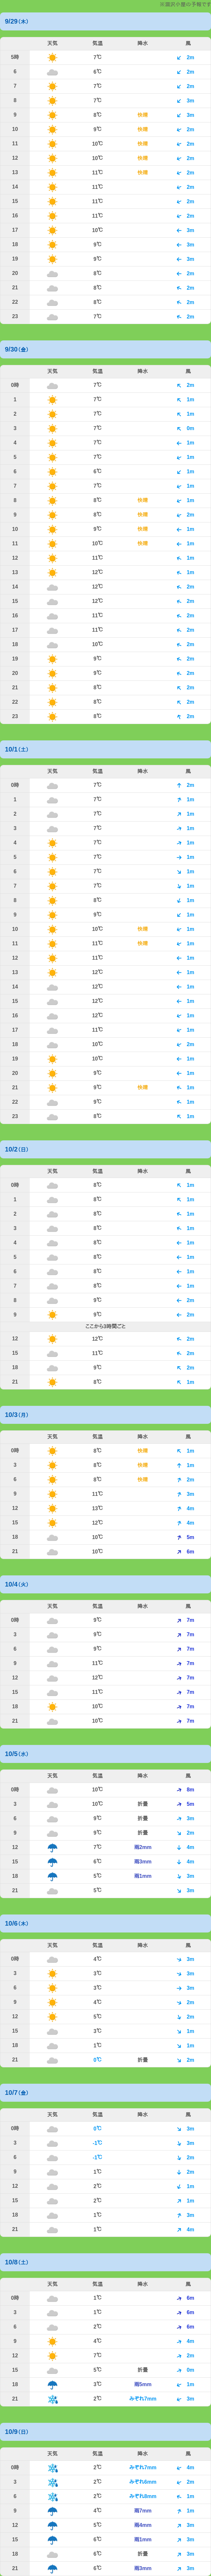 9/29(木)
天気 気温 降水 風
5時 7℃ 2m
6 6℃ 2m
7 7℃ 2m
8 7℃ 3m
9 8℃ 快晴 3m
10 9℃ 快晴 2m
11 10℃ 快晴 2m
12 10℃ 快晴 2m
13 11℃ 快晴 2m
14 11℃ 2m
15 11℃ 2m
16 11℃ 2m
17 10℃ 3m
18 9℃ 3m
19 9℃ 3m
20 8℃ 2m
21 8℃ 2m
22 8℃ 2m
23 7℃ 2m
9/30(金)
天気 気温 降水 風
0時 7℃ 2m
1 7℃ 1m
2 7℃ 1m
3 7℃ 0m
4 7℃ 1m
5 7℃ 1m
6 6℃ 1m
7 7℃ 1m
8 8℃ 快晴 1m
9 8℃ 快晴 2m
10 9℃ 快晴 1m
11 10℃ 快晴 1m
12 11℃ 1m
13 12℃ 1m
14 12℃ 2m
15 12℃ 2m
16 11℃ 2m
17 11℃ 2m
18 10℃ 2m
19 9℃ 2m
20 9℃ 2m
21 8℃ 2m
22 8℃ 2m
23 8℃ 2m
10/1(土)
天気 気温 降水 風
0時 7℃ 2m
1 7℃ 1m
2 7℃ 1m
3 7℃ 1m
4 7℃ 1m
5 7℃ 1m
6 7℃ 1m
7 7℃ 1m
8 8℃ 1m
9 9℃ 1m
10 10℃ 快晴 1m
11 11℃ 快晴 1m
12 11℃ 1m
13 12℃ 1m
14 12℃ 1m
15 12℃ 1m
16 12℃ 1m
17 11℃ 1m
18 10℃ 2m
19 10℃ 1m
20 9℃ 1m
21 9℃ 快晴 1m
22 9℃ 1m
23 8℃ 1m
10/2(日)
天気 気温 降水 風
0時 8℃ 1m
1 8℃ 1m
2 8℃ 1m
3 8℃ 1m
4 8℃ 1m
5 8℃ 1m
6 8℃ 1m
7 8℃ 1m
8 9℃ 2m
9 9℃ 2m
ここから3時間ごと
12 12℃ 2m
15 11℃ 2m
18 9℃ 2m
21 8℃ 1m
10/3(月)
天気 気温 降水 風
0時 8℃ 快晴 1m
3 8℃ 快晴 1m
6 8℃ 快晴 2m
9 11℃ 3m
12 13℃ 4m
15 12℃ 4m
18 10℃ 5m
21 10℃ 6m
10/4(火)
天気 気温 降水 風
0時 9℃ 7m
3 9℃ 7m
6 9℃ 7m
9 11℃ 7m
12 12℃ 7m
15 11℃ 7m
18 10℃ 7m
21 10℃ 7m
10/5(水)
天気 気温 降水 風
0時 10℃ 8m
3 10℃ 折畳 5m
6 9℃ 折畳 3m
9 9℃ 折畳 2m
12 7℃ 雨2mm 4m
15 6℃ 雨3mm 4m
18 5℃ 雨1mm 3m
21 5℃ 3m
10/6(木)
天気 気温 降水 風
0時 4℃ 3m
3 3℃ 3m
6 3℃ 3m
9 4℃ 2m
12 5℃ 2m
15 3℃ 1m
18 1℃ 1m
21 0℃ 折畳 2m
10/7(金)
天気 気温 降水 風
0時 0℃ 3m
3 -1℃ 3m
6 -1℃ 2m
9 1℃ 2m
12 2℃ 1m
15 2℃ 1m
18 1℃ 3m
21 1℃ 4m
10/8(土)
天気 気温 降水 風
0時 1℃ 6m
3 1℃ 6m
6 2℃ 6m
9 4℃ 4m
12 7℃ 2m
15 5℃ 折畳 0m
18 3℃ 雨5mm 1m
21 2℃ みぞれ7mm 3m
10/9(日)
天気 気温 降水 風
0時 2℃ みぞれ7mm 4m
3 2℃ みぞれ6mm 2m
6 2℃ みぞれ8mm 1m
9 4℃ 雨7mm 1m
12 5℃ 雨4mm 3m
15 6℃ 雨1mm 3m
18 6℃ 折畳 3m
21 6℃ 雨3mm 3m